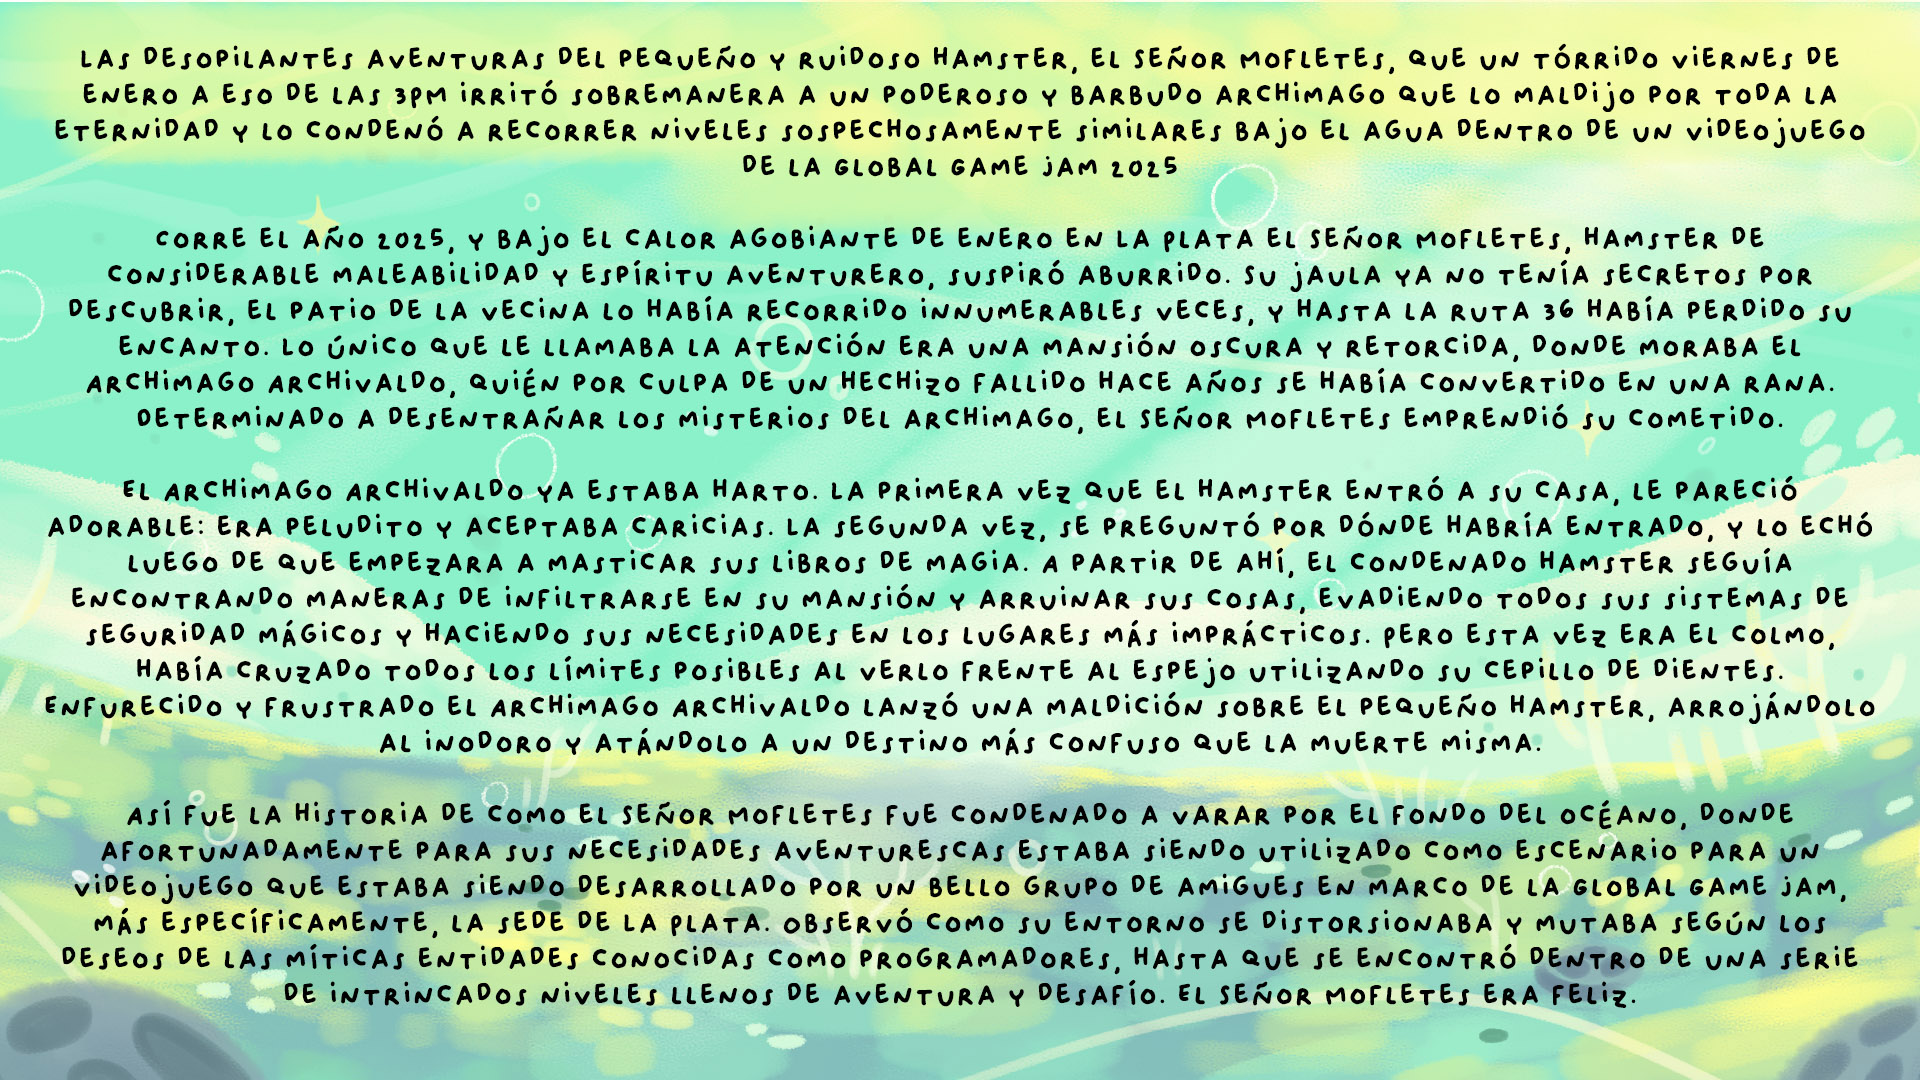 LAS DESOPILANTES AVENTURAS DEL PEQUEÑO Y RUIDOSO HAMSTER, EL SEÑOR MOFLETES, QUE UN TÓRRIDO VIERNES DE
ENERO A ESO DE LAS 3PM IRRITÓ SOBREMANERA A UN PODEROSO Y BARBUDO ARCHIMAGO QUE LO MALDIJO POR TODA LA
ETERNIDAD Y LO CONDENÓ A RECORRER NIVELES SOSPECHOSAMENTE SIMILARES BAJO EL AGUA DENTRO DE UN VIDEOJUEGO
DE LA GLOBAL GAME JAM 2025
CORRE EL AÑO 2025, Y BAJO EL CALOR AGOBIANTE DE ENERO EN LA PLATA EL SEÑOR MOFLETES, HAMSTER DE
CONSIDERABLE MALEABILIDAD Y ESPÍRITU AVENTURERO, SUSPIRÓ ABURRIDO. SU JAULA YA NO TENÍA SECRETOS POR
DESCUBRIR, EL PATIO DE LA VECINA LO HABÍA RECORRIDO INNUMERABLES VECES, Y HASTA LA RUTA 36 HABÍA PERDIDO SU
ENCANTO. LO ÚNICO QUE LE LLAMABA LA ATENCIÓN ERA UNA MANSIÓN OSCURA Y RETORCIDA, DONDE MORABA EL
ARCHIMAGO ARCHIVALDO, QUIÉN POR CULPA DE UN HECHIZO FALLIDO HACE AÑOS SE HABÍA CONVERTIDO EN UNA RANA.
DETERMINADO A DESENTRAÑAR LOS MISTERIOS DEL ARCHIMAGO, EL SEÑOR MOFLETES EMPRENDIÓ SU COMETIDO.
EL ARCHIMAGO ARCHIVALDO YA ESTABA HARTO. LA PRIMERA VEZ QUE EL HAMSTER ENTRÓ A SU CASA, LE PARECIÓ
ADORABLE: ERA PELUDITO Y ACEPTABA CARICIAS. LA SEGUNDA VEZ, SE PREGUNTÓ POR DÓNDE HABRÍA ENTRADO, Y LO ECHÓ
LUEGO DE QUE EMPEZARA A MASTICAR SUS LIBROS DE MAGIA. A PARTIR DE AHÍ, EL CONDENADO HAMSTER SEGUÍA
ENCONTRANDO MANERAS DE INFILTRARSE EN SU MANSIÓN Y ARRUINAR SUS COSAS, EVADIENDO TODOS SUS SISTEMAS DE
SEGURIDAD MÁGICOS Y HACIENDO SUS NECESIDADES EN LOS LUGARES MÁS IMPRÁCTICOS. PERO ESTA VEZ ERA EL COLMO,
HABÍA CRUZADO TODOS LOS LÍMITES POSIBLES AL VERLO FRENTE AL ESPEJO UTILIZANDO SU CEPILLO DE DIENTES.
ENFURECIDO Y FRUSTRADO EL ARCHIMAGO ARCHIVALDO LANZÓ UNA MALDICIÓN SOBRE EL PEQUEÑO HAMSTER, ARROJÁNDOLO
AL INODORO Y ATÁNDOLO A UN DESTINO MÁS CONFUSO QUE LA MUERTE MISMA.
ASÍ FUE LA HISTORIA DE COMO EL SEÑOR MOFLETES FUE CONDENADO A VARAR POR EL FONDO DEL OCÉANO, DONDE
AFORTUNADAMENTE PARA SUS NECESIDADES AVENTURESCAS ESTABA SIENDO UTILIZADO COMO ESCENARIO PARA UN
VIDEOJUEGO QUE ESTABA SIENDO DESARROLLADO POR UN BELLO GRUPO DE AMIGUES EN MARCO DE LA GLOBAL GAME JAM,
MÁS ESPECÍFICAMENTE, LA SEDE DE LA PLATA. OBSERVÓ COMO SU ENTORNO SE DISTORSIONABA Y MUTABA SEGÚN LOS
DESEOS DE LAS MÍTICAS ENTIDADES CONOCIDAS COMO PROGRAMADORES, HASTA QUE SE ENCONTRÓ DENTRO DE UNA SERIE
DE INTRINCADOS NIVELES LLENOS DE AVENTURA Y DESAFÍO. EL SEÑOR MOFLETES ERA FELIZ.